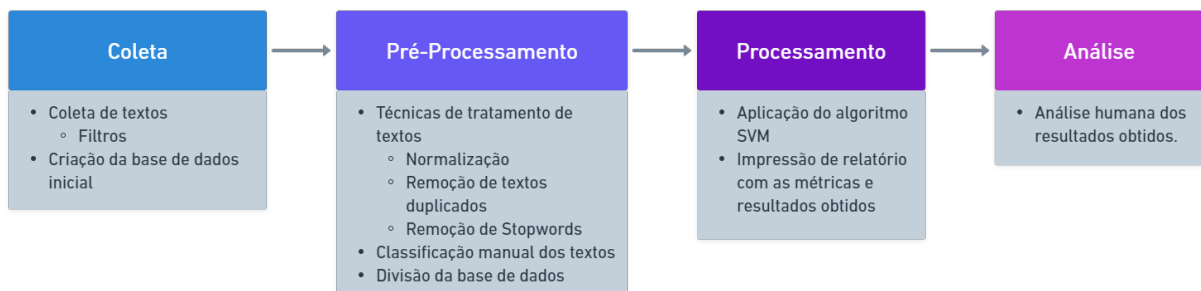 Coleta
• Coleta de textos
◦ Filtros
• Criação da base de dados
inicial
Pré-Processamento
• Técnicas de tratamento de
textos
◦ Normalização
◦ Remoção de textos
duplicados
◦ Remoção de Stopwords
• Classificação manual dos textos
• Divisão da base de dados
Processamento
• Aplicação do algoritmo
SVM
• Impressão de relatório
com as métricas e
resultados obtidos
Análise
• Análise humana dos
resultados obtidos.